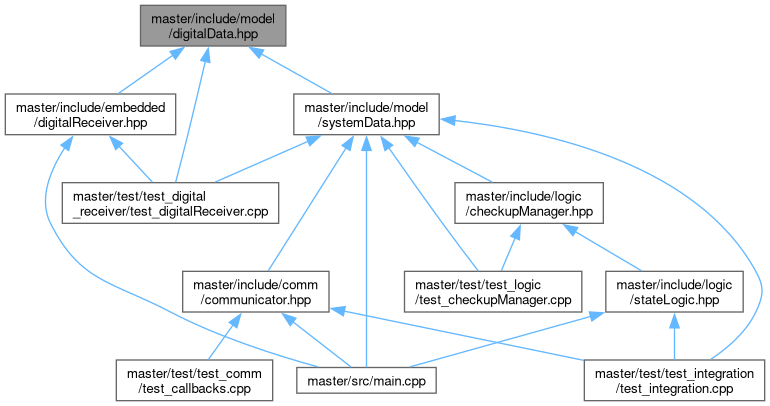 master/include/model
/digitalData.hpp
master/include/embedded
/digitalReceiver.hpp
master/include/model
/systemData.hpp
master/test/test_digital
_receiver/test_digitalReceiver.cpp
master/include/logic
/checkupManager.hpp
master/include/comm
/communicator.hpp
master/test/test_logic
/test_checkupManager.cpp
master/include/logic
/stateLogic.hpp
master/test/test_comm
/test_callbacks.cpp
master/src/main.cpp
master/test/test_integration
/test_integration.cpp